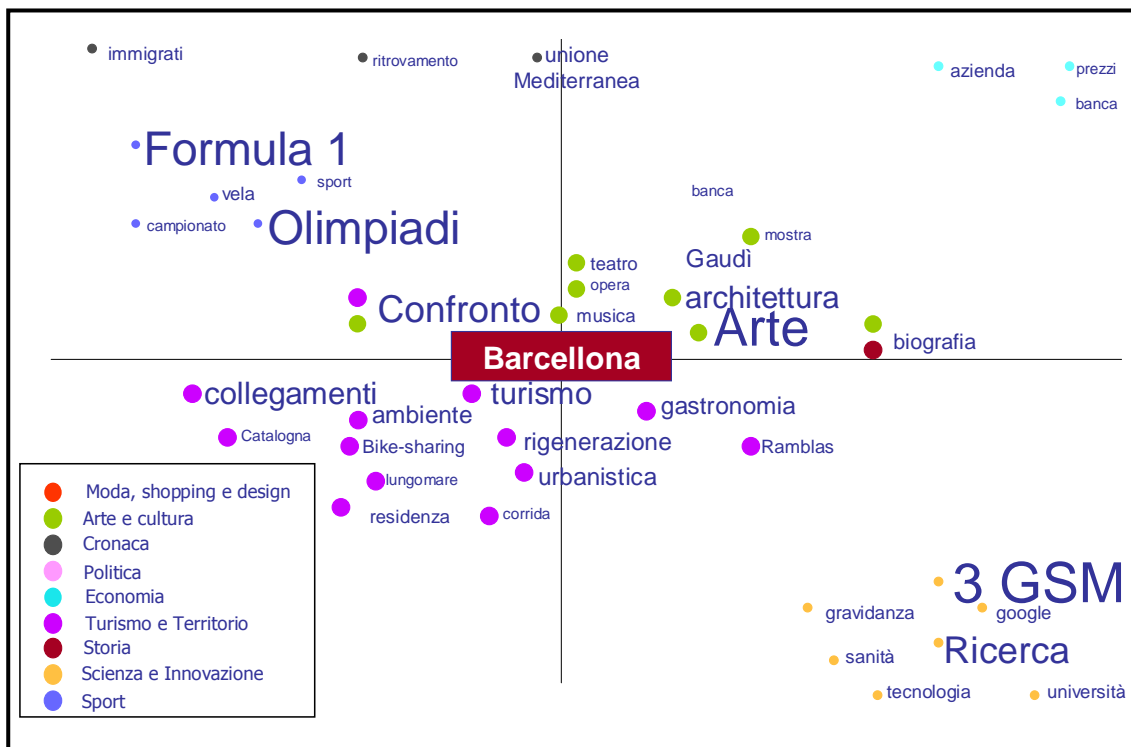 immigrati
ritrovamento
unione
Mediterranea
azienda
prezzi
banca
Formula 1
sport
vela
campionato
Olimpiadi
banca
mostra
Gaudì
teatro
opera
architettura
Confronto
musica
Arte
biografia
Barcellona
collegamenti
turismo
ambiente
gastronomia
Catalogna
Bike-sharing
rigenerazione
Ramblas
lungomare
urbanistica
residenza
corrida
Moda, shopping e design
Arte e cultura
Cronaca
Politica
Economia
Turismo e Territorio
Storia
Scienza e Innovazione
Sport
3 GSM
gravidanza
google
Ricerca
sanità
tecnologia
università